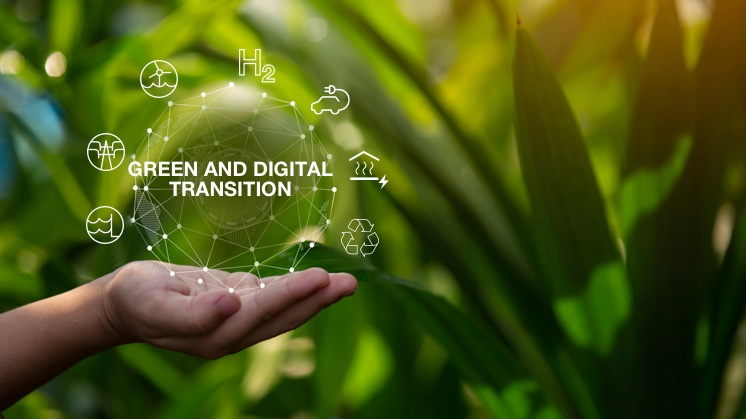 H2
GREEN AND DIGITAL
TRANSITION